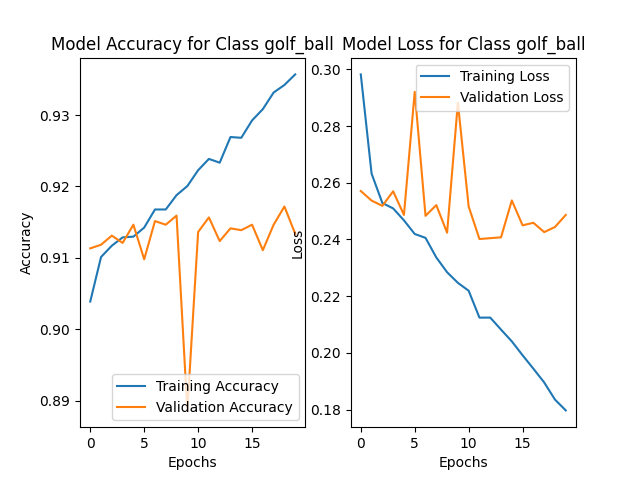 Model Accuracy for Class golf_ball
Accuracy
0.93
0.92
0.91
0.90
0.89
Training Accuracy
Validation Accuracy
0
5
10
15
Epochs
Model Loss for Class golf_ball
Loss
0.30
0.28
0.26
0.24
0.22
0.20
0.18
Training Loss
Validation Loss
0
5
10
15
Epochs